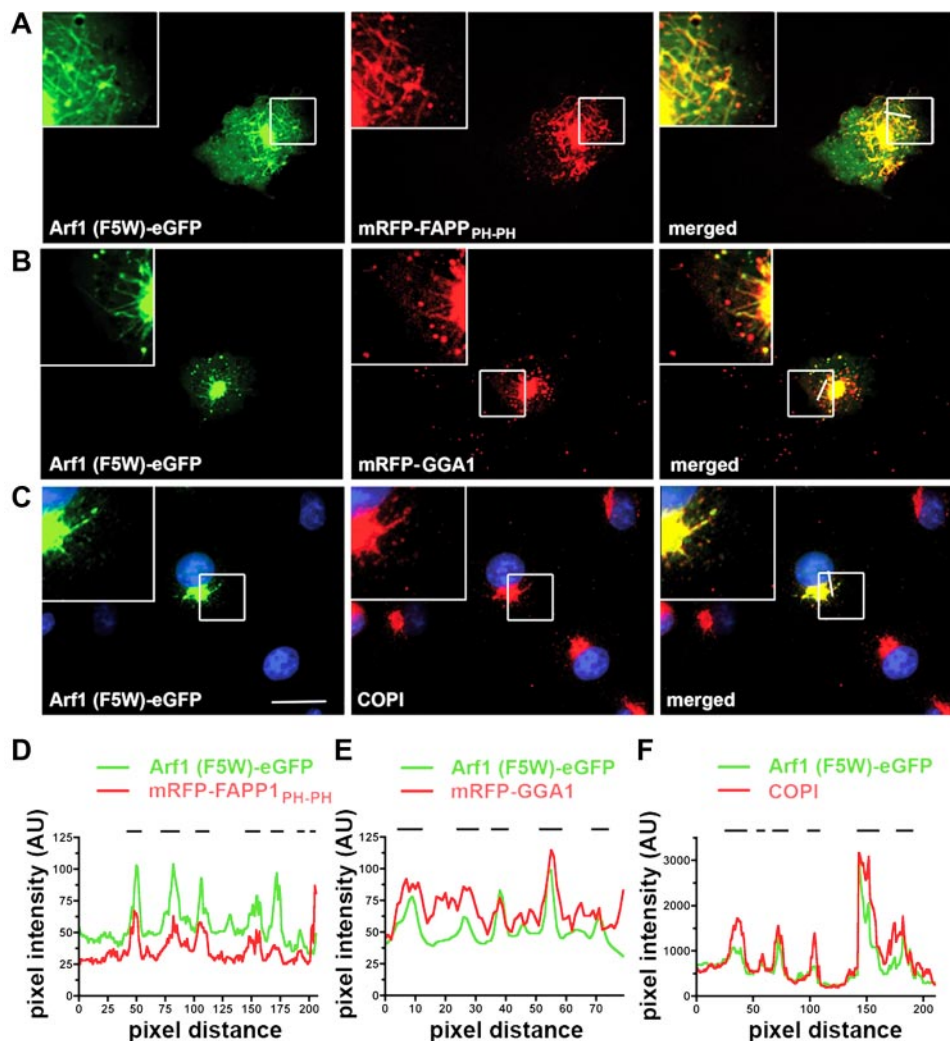 A
Arf1 (F5W)-eGFP
mRFP-FAPP PH-PH
merged
B
Arf1 (F5W)-eGFP
mRFP-GGA1
merged
C
Arf1 (F5W)-eGFP
COPI
merged
D
Arf1 (F5W)-eGFP
mRFP-FAPP1 PH-PH
pixel intensity (AU)
125
100
75
50
25
0
0 25 50 75 100 125 150 175 200
pixel distance
E
Arf1 (F5W)-eGFP
mRFP-GGA1
pixel intensity (AU)
125
100
75
50
25
0
0 10 20 30 40 50 60 70
pixel distance
F
Arf1 (F5W)-eGFP
COPI
pixel intensity (AU)
3000
2000
1000
0
0 50 100 150 200
pixel distance